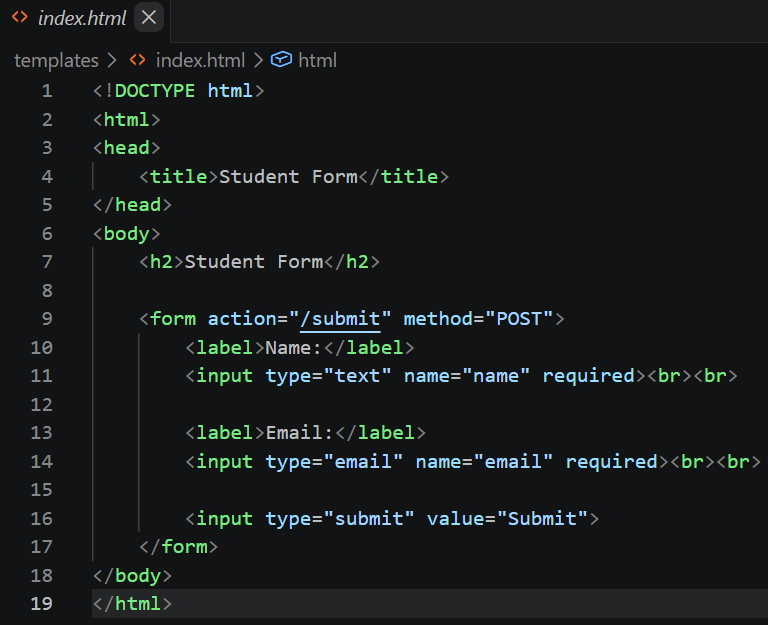 index.html
templates > index.html > html
1 <!DOCTYPE html>
2 <html>
3 <head>
4     <title>Student Form</title>
5 </head>
6 <body>
7     <h2>Student Form</h2>
8
9     <form action="/submit" method="POST">
10         <label>Name:</label>
11         <input type="text" name="name" required><br><br>
12
13         <label>Email:</label>
14         <input type="email" name="email" required><br><br>
15
16         <input type="submit" value="Submit">
17     </form>
18 </body>
19 </html>